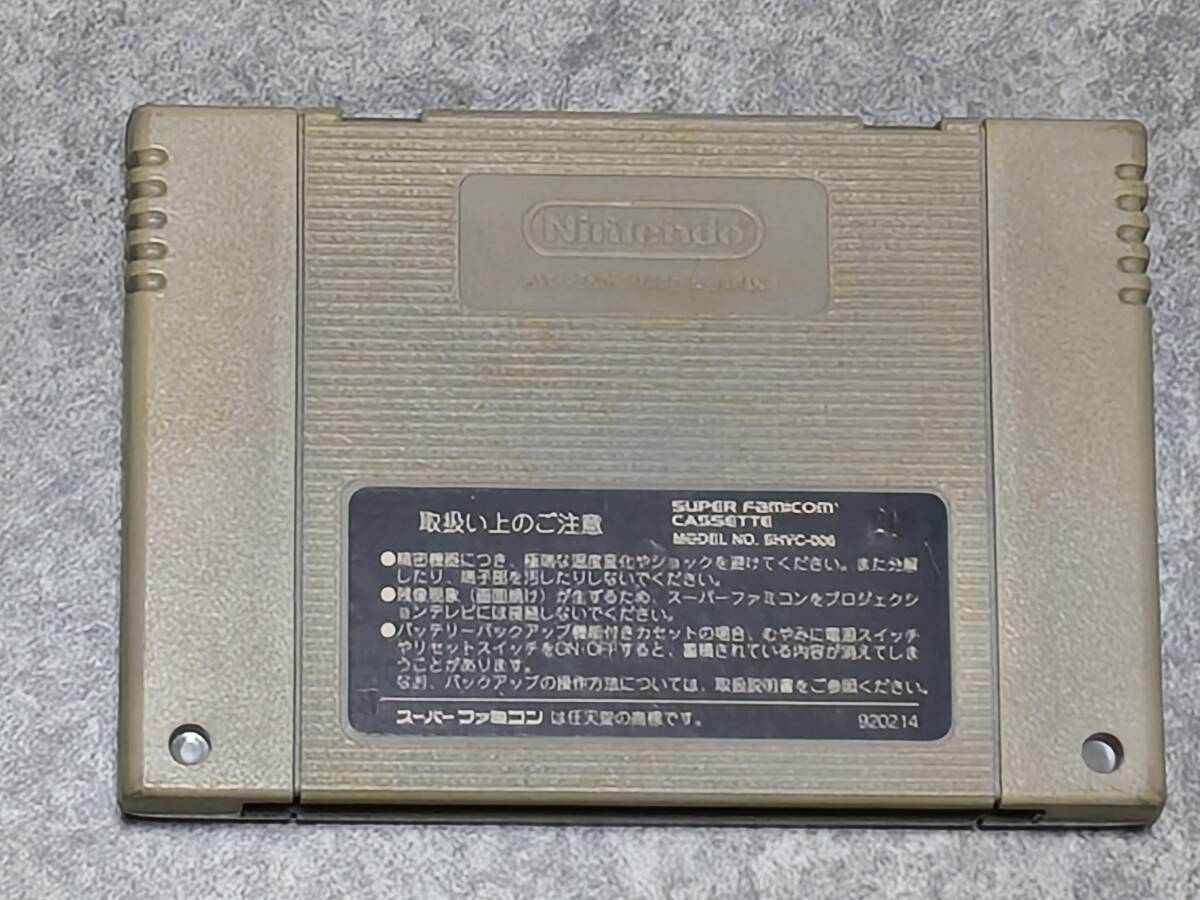 Nintendo
取扱い上のご注意
SUPER FAMICOM
CASSETTE
MODEL NO. SHVC-006
●精密機器につき、極端な温度変化やショックを避けてください。また分解
したり、端子部を汚したりしないでください。
●残像現象（画面焼け）が生ずるため、スーパーファミコンをプロジェクシ
ョンテレビには接続しないでください。
●バッテリーバックアップ機能付きカセットの場合、むやみに電源スイッチ
やリセットスイッチをON・OFFすると、蓄積されている内容が消えてしま
うことがあります。
なお、バックアップの操作方法については、取扱説明書をご参照ください。
スーパーファミコン は任天堂の商標です。
920214